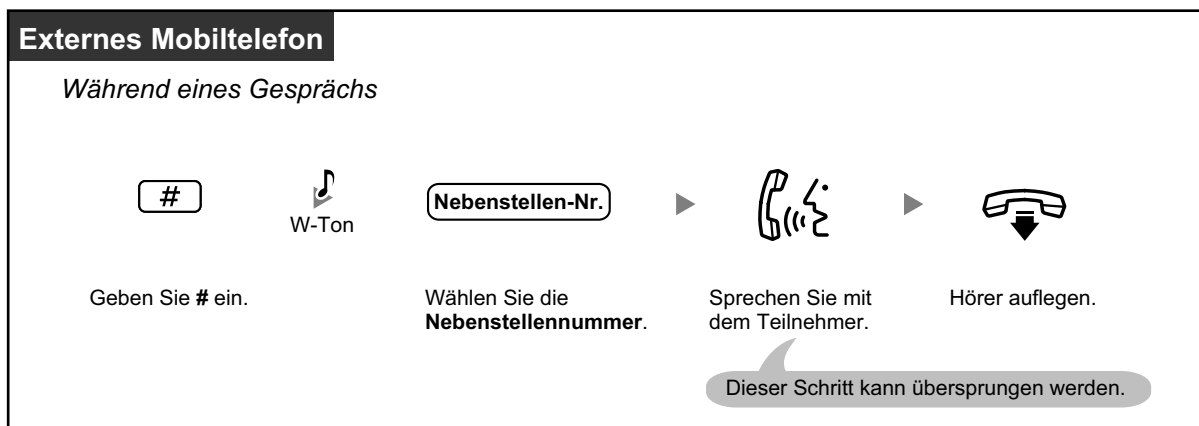 Externes Mobiltelefon
Während eines Gesprächs
#
W-Ton
Nebenstellen-Nr.
Geben Sie # ein.
Wählen Sie die
Nebenstellennummer.
Sprechen Sie mit
dem Teilnehmer.
Hörer auflegen.
Dieser Schritt kann übersprungen werden.